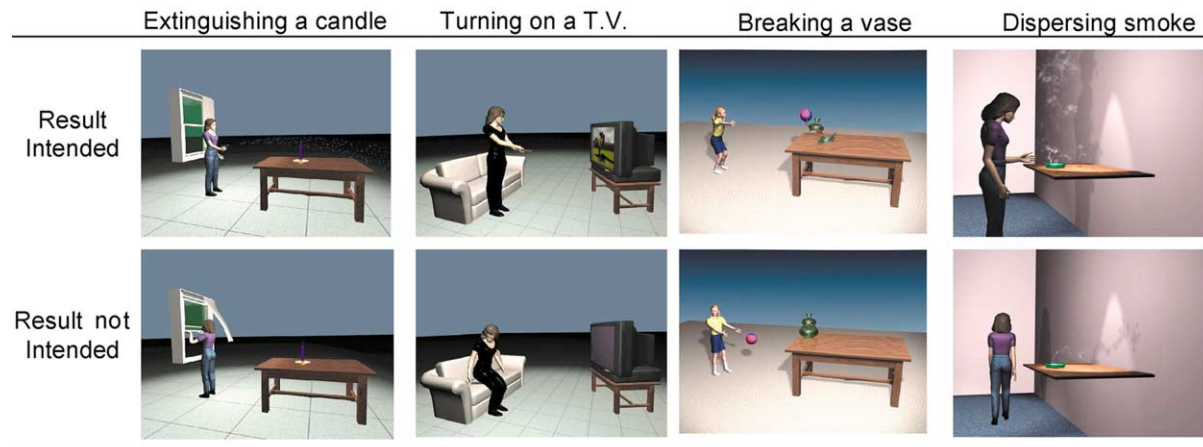 Extinguishing a candle
Turning on a T.V.
Breaking a vase
Dispersing smoke
Result
Intended
Result not
Intended